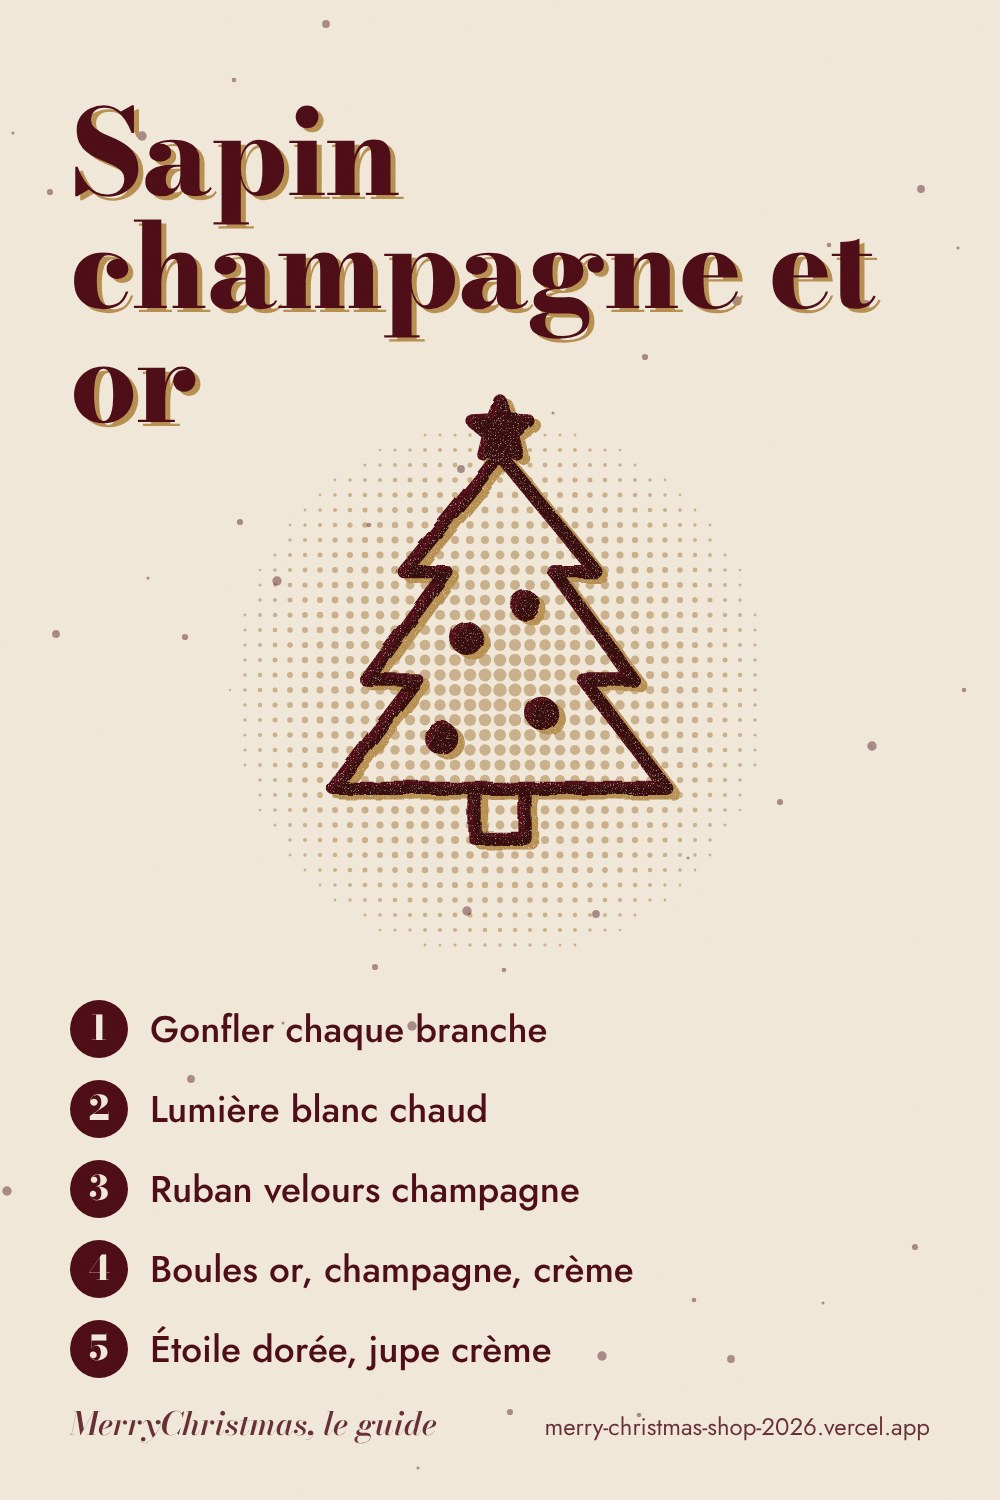 Sapin
champagne et
or
1 Gonfler chaque branche
2 Lumière blanc chaud
3 Ruban velours champagne
4 Boules or, champagne, crème
5 Étoile dorée, jupe crème
MerryChristmas, le guide
merry-christmas-shop-2026.vercel.app